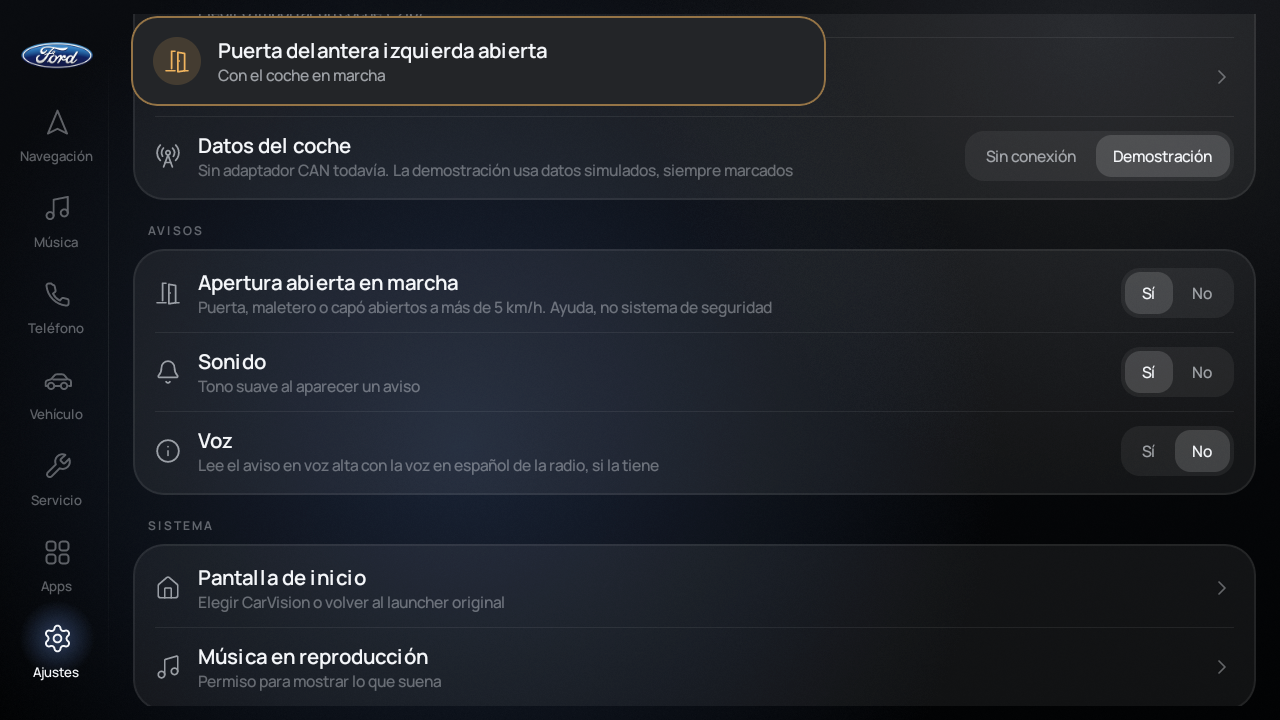 Ford
Puerta delantera izquierda abierta
Con el coche en marcha
Navegación
Datos del coche
Sin adaptador CAN todavía. La demostración usa datos simulados, siempre marcados
Sin conexión
Demostración
Música
AVISOS
Apertura abierta en marcha
Puerta, maletero o capó abiertos a más de 5 km/h. Ayuda, no sistema de seguridad
Sí
No
Teléfono
Sonido
Tono suave al aparecer un aviso
Sí
No
Vehículo
Voz
Lee el aviso en voz alta con la voz en español de la radio, si la tiene
Sí
No
Servicio
SISTEMA
Apps
Pantalla de inicio
Elegir CarVision o volver al launcher original
Ajustes
Música en reproducción
Permiso para mostrar lo que suena